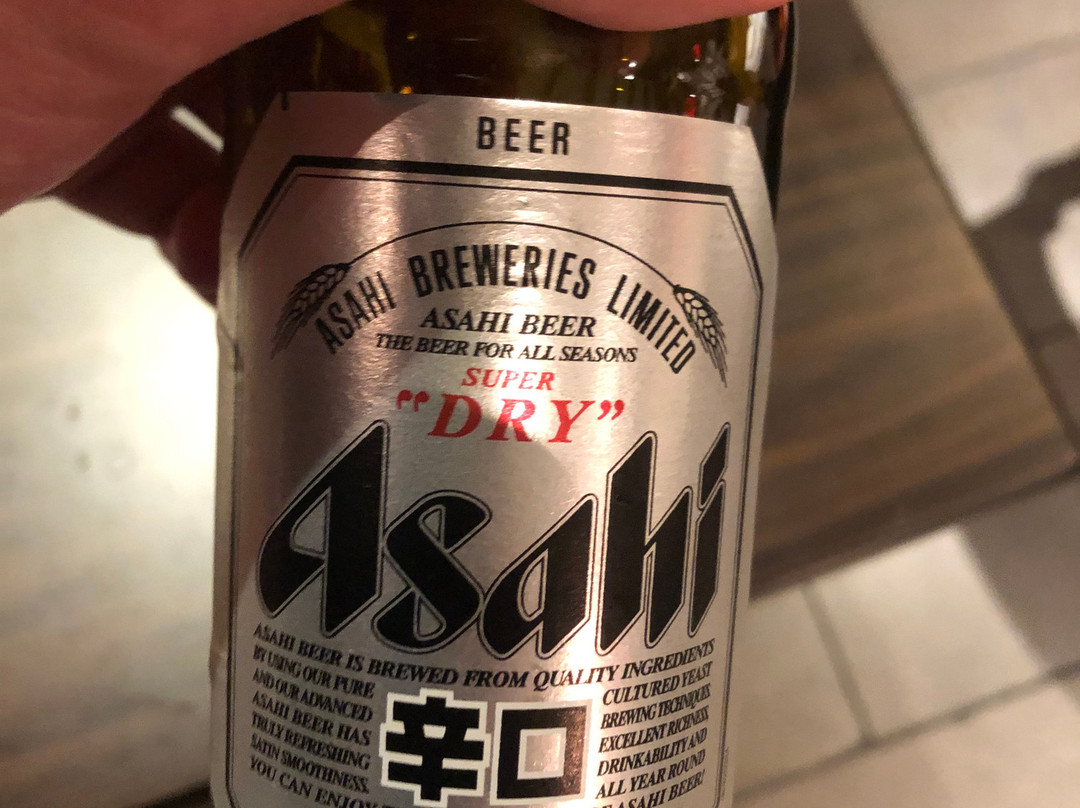 BEER
ASAHI BREWERIES LIMITED
ASAHI BEER
THE BEER FOR ALL SEASONS
SUPER
"DRY"
Asahi
ASAHI BEER IS BREWED FROM QUALITY INGREDIENTS
BY USING OUR PURE CULTURED YEAST
AND OUR ADVANCED BREWING TECHNIQUES.
ASAHI BEER HAS EXCELLENT RICHNESS,
TRULY REFRESHING DRINKABILITY AND
SATIN SMOOTHNESS. ALL YEAR ROUND
YOU CAN ENJOY ASAHI BEER!
辛口